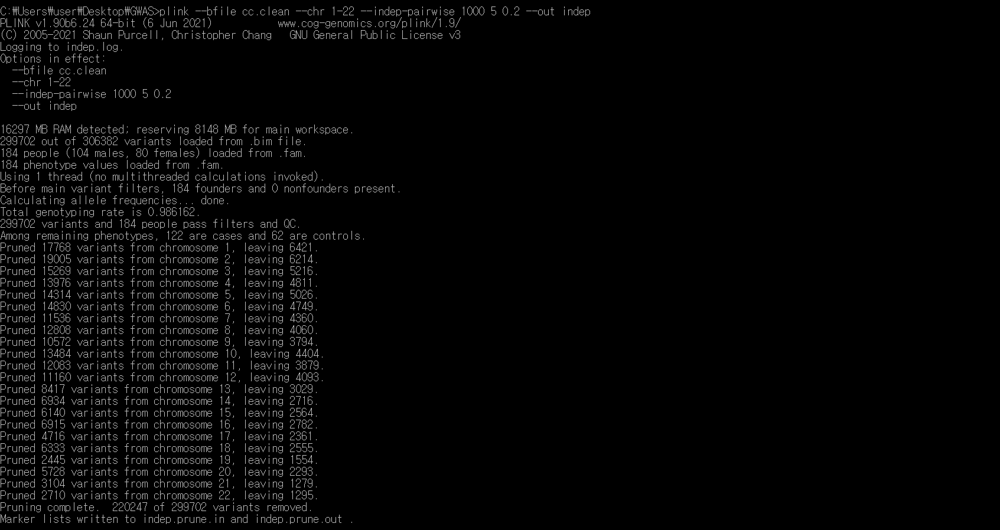 C:₩Users₩user₩Desktop₩GWAS>plink --bfile cc.clean --chr 1-22 --indep-pairwise 1000 5 0.2 --out indep
PLINK v1.90b6.24 64-bit (6 Jun 2021)           www.cog-genomics.org/plink/1.9/
(C) 2005-2021 Shaun Purcell, Christopher Chang   GNU General Public License v3
Logging to indep.log.
Options in effect:
  --bfile cc.clean
  --chr 1-22
  --indep-pairwise 1000 5 0.2
  --out indep

16297 MB RAM detected; reserving 8148 MB for main workspace.
299702 out of 306382 variants loaded from .bim file.
184 people (104 males, 80 females) loaded from .fam.
184 phenotype values loaded from .fam.
Using 1 thread (no multithreaded calculations invoked).
Before main variant filters, 184 founders and 0 nonfounders present.
Calculating allele frequencies... done.
Total genotyping rate is 0.986162.
299702 variants and 184 people pass filters and QC.
Among remaining phenotypes, 122 are cases and 62 are controls.
Pruned 17768 variants from chromosome 1, leaving 6421.
Pruned 19005 variants from chromosome 2, leaving 6214.
Pruned 15269 variants from chromosome 3, leaving 5216.
Pruned 13976 variants from chromosome 4, leaving 4811.
Pruned 14314 variants from chromosome 5, leaving 5026.
Pruned 14830 variants from chromosome 6, leaving 4749.
Pruned 11536 variants from chromosome 7, leaving 4360.
Pruned 12808 variants from chromosome 8, leaving 4060.
Pruned 10572 variants from chromosome 9, leaving 3794.
Pruned 13484 variants from chromosome 10, leaving 4404.
Pruned 12083 variants from chromosome 11, leaving 3879.
Pruned 11160 variants from chromosome 12, leaving 4093.
Pruned 8417 variants from chromosome 13, leaving 3029.
Pruned 6934 variants from chromosome 14, leaving 2716.
Pruned 6140 variants from chromosome 15, leaving 2564.
Pruned 6915 variants from chromosome 16, leaving 2782.
Pruned 4716 variants from chromosome 17, leaving 2361.
Pruned 6333 variants from chromosome 18, leaving 2555.
Pruned 2445 variants from chromosome 19, leaving 1554.
Pruned 5728 variants from chromosome 20, leaving 2293.
Pruned 3104 variants from chromosome 21, leaving 1279.
Pruned 2710 variants from chromosome 22, leaving 1295.
Pruning complete.  220247 of 299702 variants removed.
Marker lists written to indep.prune.in and indep.prune.out .